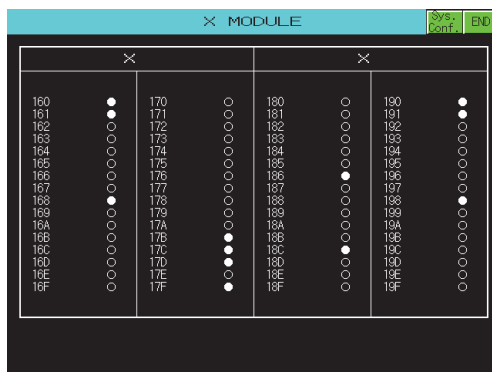 X MODULE
Sys. Conf.
END
X X
160 170 180 190
161 171 181 191
162 172 182 192
163 173 183 193
164 174 184 194
165 175 185 195
166 176 186 196
167 177 187 197
168 178 188 198
169 179 189 199
16A 17A 18A 19A
16B 17B 18B 19B
16C 17C 18C 19C
16D 17D 18D 19D
16E 17E 18E 19E
16F 17F 18F 19F